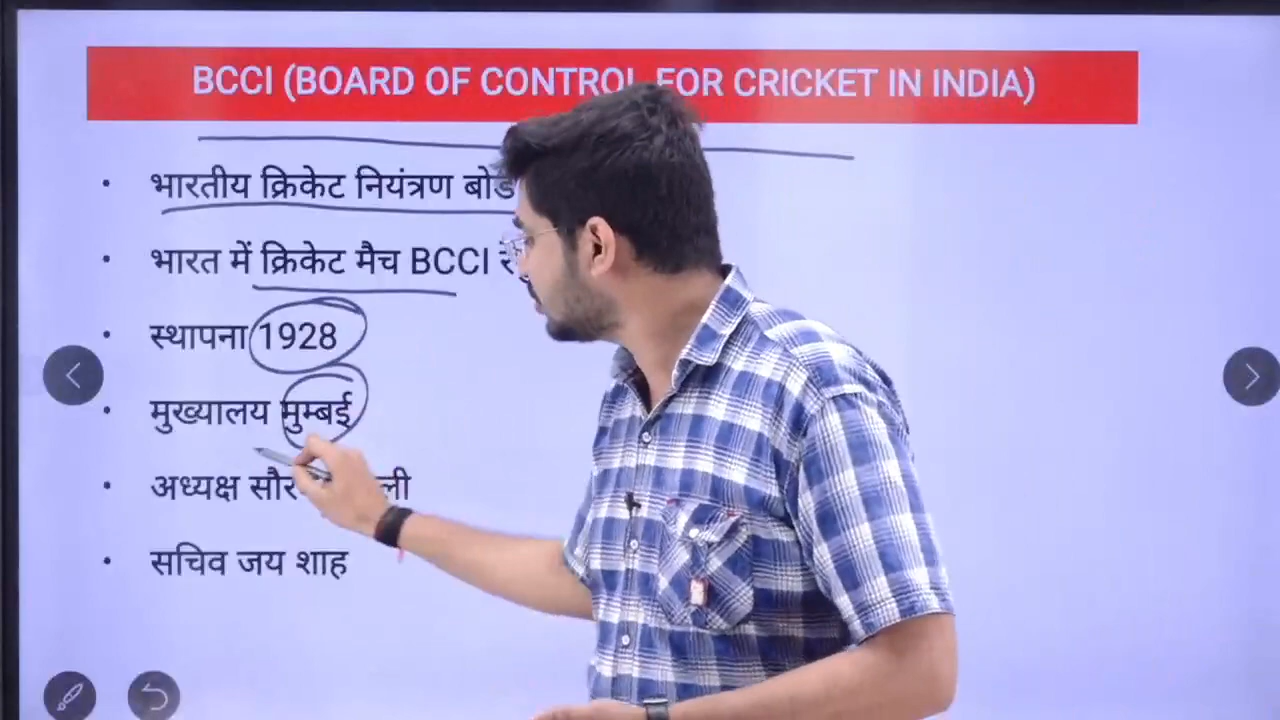 BCCI (BOARD OF CONTROL FOR CRICKET IN INDIA)
भारतीय क्रिकेट नियंत्रण
भारत में क्रिकेट मैच BCCI
स्थापना 1928
मुख्यालय मुम्बई
अध्यक्ष
सचिव जय शाह